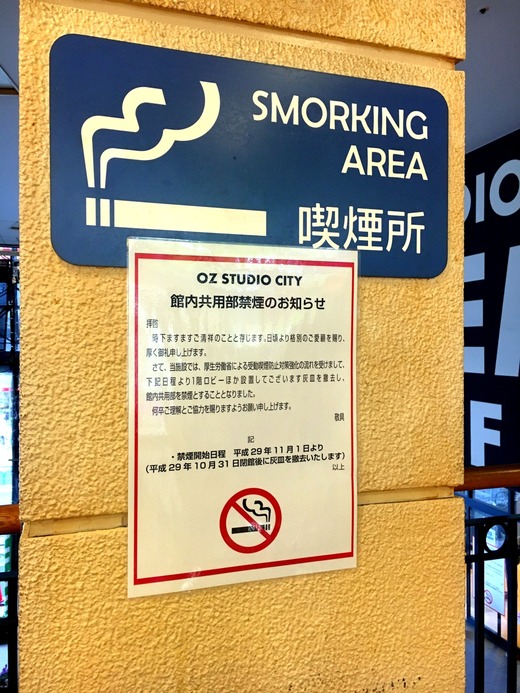 SMORKING
AREA
喫煙所
OZ STUDIO CITY
館内共用部禁煙のお知らせ
拝啓
時下ますますご清祥のことと存じます。日頃より格別のご愛顧を賜り、
厚く御礼申し上げます。
さて、当施設では、厚生労働省による受動喫煙防止対策強化の流れを受けまして、
下記日程より1階ロビーほか設置してございます灰皿を撤去し、
館内共用部を禁煙とすることとなりました。
何卒ご理解とご協力を賜りますようお願い申し上げます。
敬具
記
・禁煙開始日程 平成29年11月1日より
(平成29年10月31日閉館後に灰皿を撤去いたします)
以上
DIO
EA
F